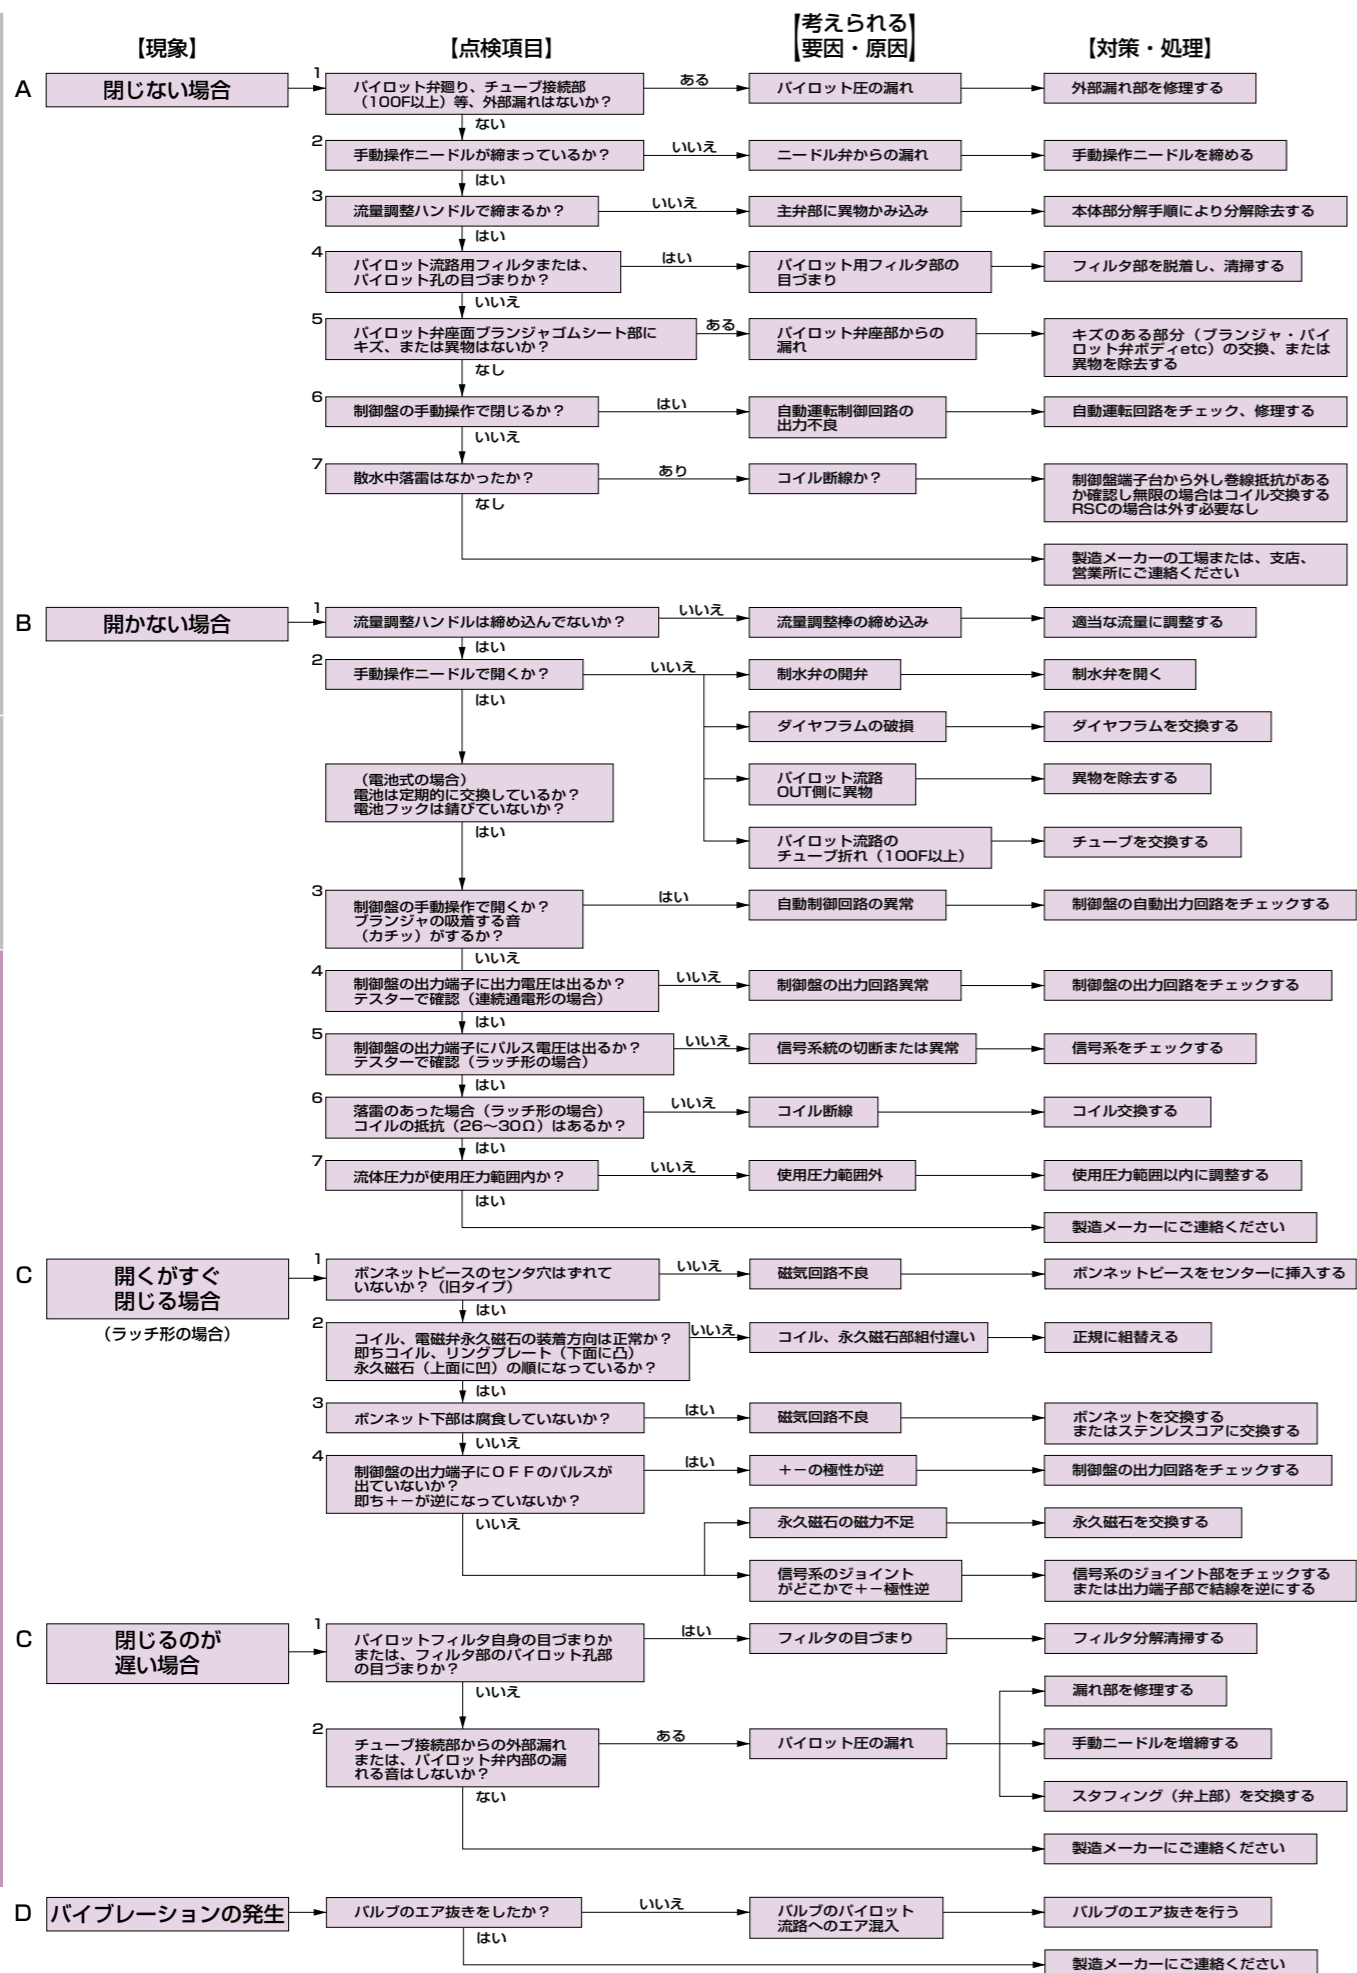 【現象】
【点検項目】
【考えられる
要因・原因】
【対策・処理】
A
閉じない場合
1
パイロット弁廻り、チューブ接続部
（100F以上）等、外部漏れはないか？
ある
パイロット圧の漏れ
外部漏れ部を修理する
ない
2
手動操作ニードルが締まっているか？
いいえ
ニードル弁からの漏れ
手動操作ニードルを締める
はい
3
流量調整ハンドルで締まるか？
いいえ
主弁部に異物かみ込み
本体部分解手順により分解除去する
はい
4
パイロット流路用フィルタまたは、
パイロット孔の目づまりか？
はい
パイロット用フィルタ部の
目づまり
フィルタ部を脱着し、清掃する
いいえ
5
パイロット弁座面プランジャゴムシート部に
キズ、または異物はないか？
ある
パイロット弁座部からの
漏れ
キズのある部分（プランジャ・パイ
ロット弁ボディetc）の交換、または
異物を除去する
なし
6
制御盤の手動操作で閉じるか？
はい
自動運転制御回路の
出力不良
自動運転回路をチェック、修理する
いいえ
7
散水中落雷はなかったか？
あり
コイル断線か？
制御盤端子台から外し巻線抵抗がある
か確認し無限の場合はコイル交換する
RSCの場合は外す必要なし
なし
製造メーカーの工場または、支店、
営業所にご連絡ください
B
開かない場合
1
流量調整ハンドルは締め込んでないか？
いいえ
流量調整棒の締め込み
適当な流量に調整する
はい
2
手動操作ニードルで開くか？
いいえ
制水弁の開弁
制水弁を開く
はい
ダイヤフラムの破損
ダイヤフラムを交換する
（電池式の場合）
電池は定期的に交換しているか？
電池フックは錆びていないか？
パイロット流路
OUT側に異物
異物を除去する
はい
パイロット流路の
チューブ折れ（100F以上）
チューブを交換する
3
制御盤の手動操作で開くか？
プランジャの吸着する音
（カチッ）がするか？
はい
自動制御回路の異常
制御盤の自動出力回路をチェックする
いいえ
4
制御盤の出力端子に出力電圧は出るか？
テスターで確認（連続通電形の場合）
いいえ
制御盤の出力回路異常
制御盤の出力回路をチェックする
はい
5
制御盤の出力端子にパルス電圧は出るか？
テスターで確認（ラッチ形の場合）
いいえ
信号系統の切断または異常
信号系をチェックする
はい
6
落雷のあった場合（ラッチ形の場合）
コイルの抵抗（26～30Ω）はあるか？
いいえ
コイル断線
コイル交換する
はい
7
流体圧力が使用圧力範囲内か？
いいえ
使用圧力範囲外
使用圧力範囲以内に調整する
はい
製造メーカーにご連絡ください
C
開くがすぐ
閉じる場合
（ラッチ形の場合）
1
ボンネットピースのセンタ穴はずれて
いないか？（旧タイプ）
いいえ
磁気回路不良
ボンネットピースをセンターに挿入する
はい
2
コイル、電磁弁永久磁石の装着方向は正常か？
即ちコイル、リングプレート（下面に凸）
永久磁石（上面に凹）の順になっているか？
いいえ
コイル、永久磁石部組付違い
正規に組替える
はい
3
ボンネット下部は腐食していないか？
はい
磁気回路不良
ボンネットを交換する
またはステンレスコアに交換する
いいえ
4
制御盤の出力端子にＯＦＦのパルスが
出ていないか？
即ち＋－が逆になっていないか？
はい
＋－の極性が逆
制御盤の出力回路をチェックする
いいえ
永久磁石の磁力不足
永久磁石を交換する
信号系のジョイント
がどこかで＋－極性逆
信号系のジョイント部をチェックする
または出力端子部で結線を逆にする
C
閉じるのが
遅い場合
1
パイロットフィルタ自身の目づまりか
または、フィルタ部のパイロット孔部
の目づまりか？
はい
フィルタの目づまり
フィルタ分解清掃する
いいえ
漏れ部を修理する
2
チューブ接続部からの外部漏れ
または、パイロット弁内部の漏
れる音はしないか？
ある
パイロット圧の漏れ
手動ニードルを増締する
ない
スタフィング（弁上部）を交換する
製造メーカーにご連絡ください
D
バイブレーションの発生
バルブのエア抜きをしたか？
いいえ
バルブのパイロット
流路へのエア混入
バルブのエア抜きを行う
はい
製造メーカーにご連絡ください